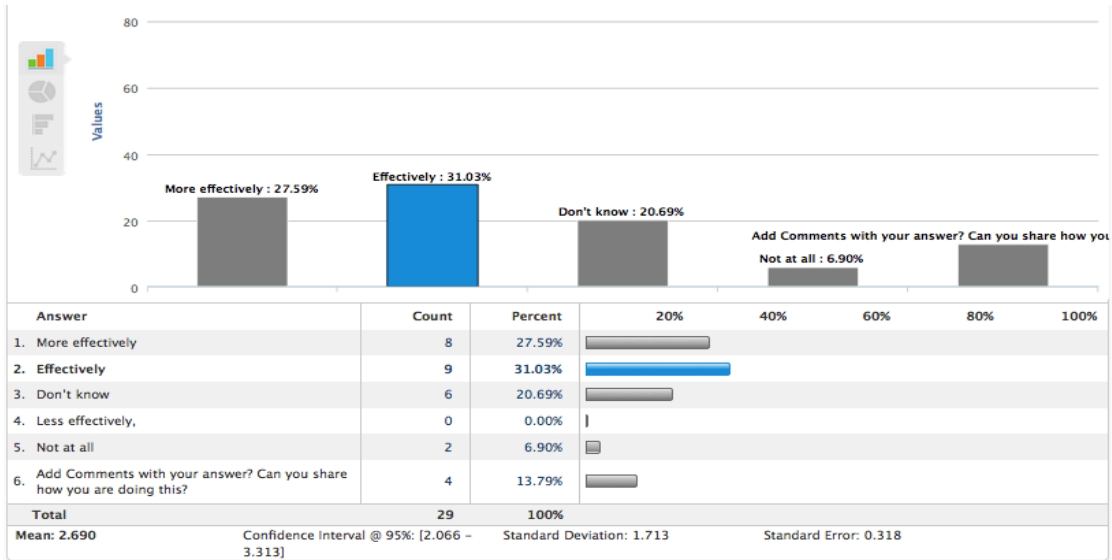 80
60
Values
40
20
0
More effectively : 27.59%
Effectively : 31.03%
Don't know : 20.69%
Add Comments with your answer? Can you share how you
Not at all : 6.90%
Answer Count Percent 20% 40% 60% 80% 100%
1. More effectively 8 27.59%
2. Effectively 9 31.03%
3. Don't know 6 20.69%
4. Less effectively, 0 0.00%
5. Not at all 2 6.90%
6. Add Comments with your answer? Can you share
how you are doing this? 4 13.79%
Total 29 100%
Mean: 2.690 Confidence Interval @ 95%: [2.066 – Standard Deviation: 1.713 Standard Error: 0.318
3.313]